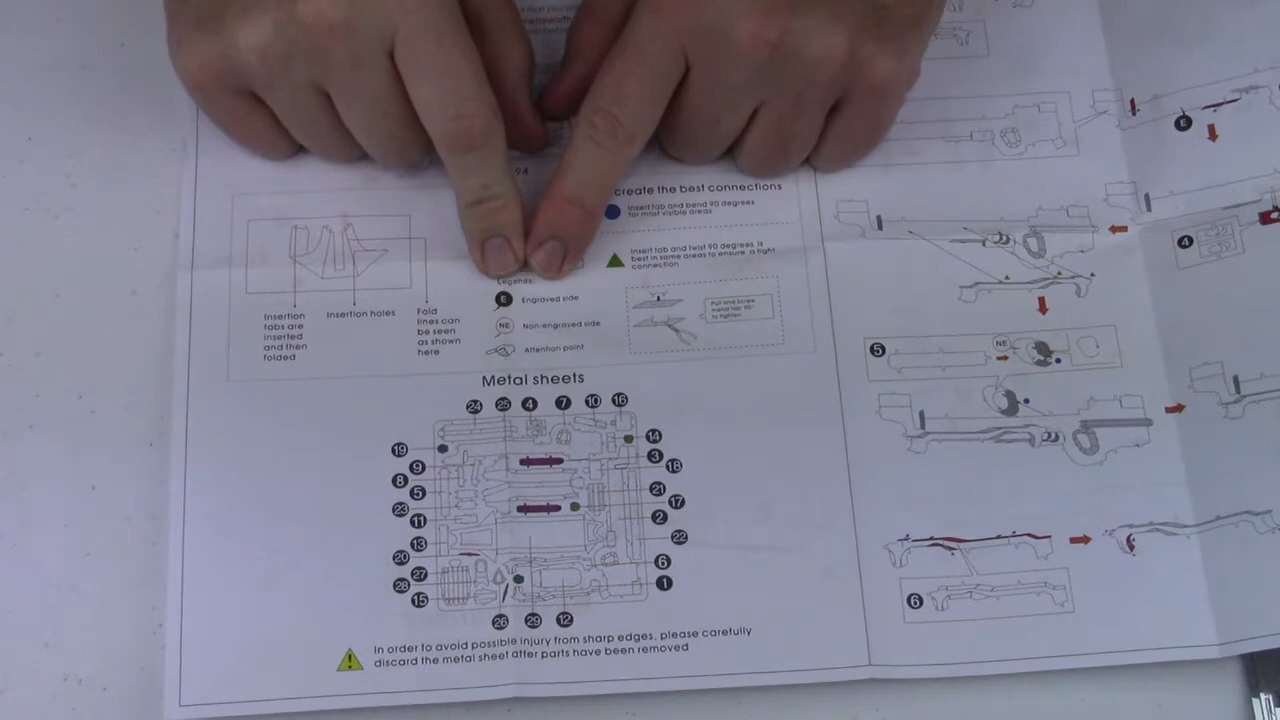 94
create the best connections
Insert tab and bend 90 degrees
for most visible areas
Insert tab and twist 90 degrees is
best in some areas to ensure a tight
connection
Pull and screw
metal tab 90°
to tighten
Insertion
tabs are
inserted
and then
folded
Insertion holes
Fold
lines can
be seen
as shown
here
Legends
E Engraved side
NE Non-engraved side
Attention point
Metal sheets
24 25 4 7 10 16
19
9
8
5
23
11
13
20
27
28
15
14
3
18
21
17
2
22
6
1
26 29 12
In order to avoid possible injury from sharp edges, please carefully
discard the metal sheet after parts have been removed
E
4
5
NE
6